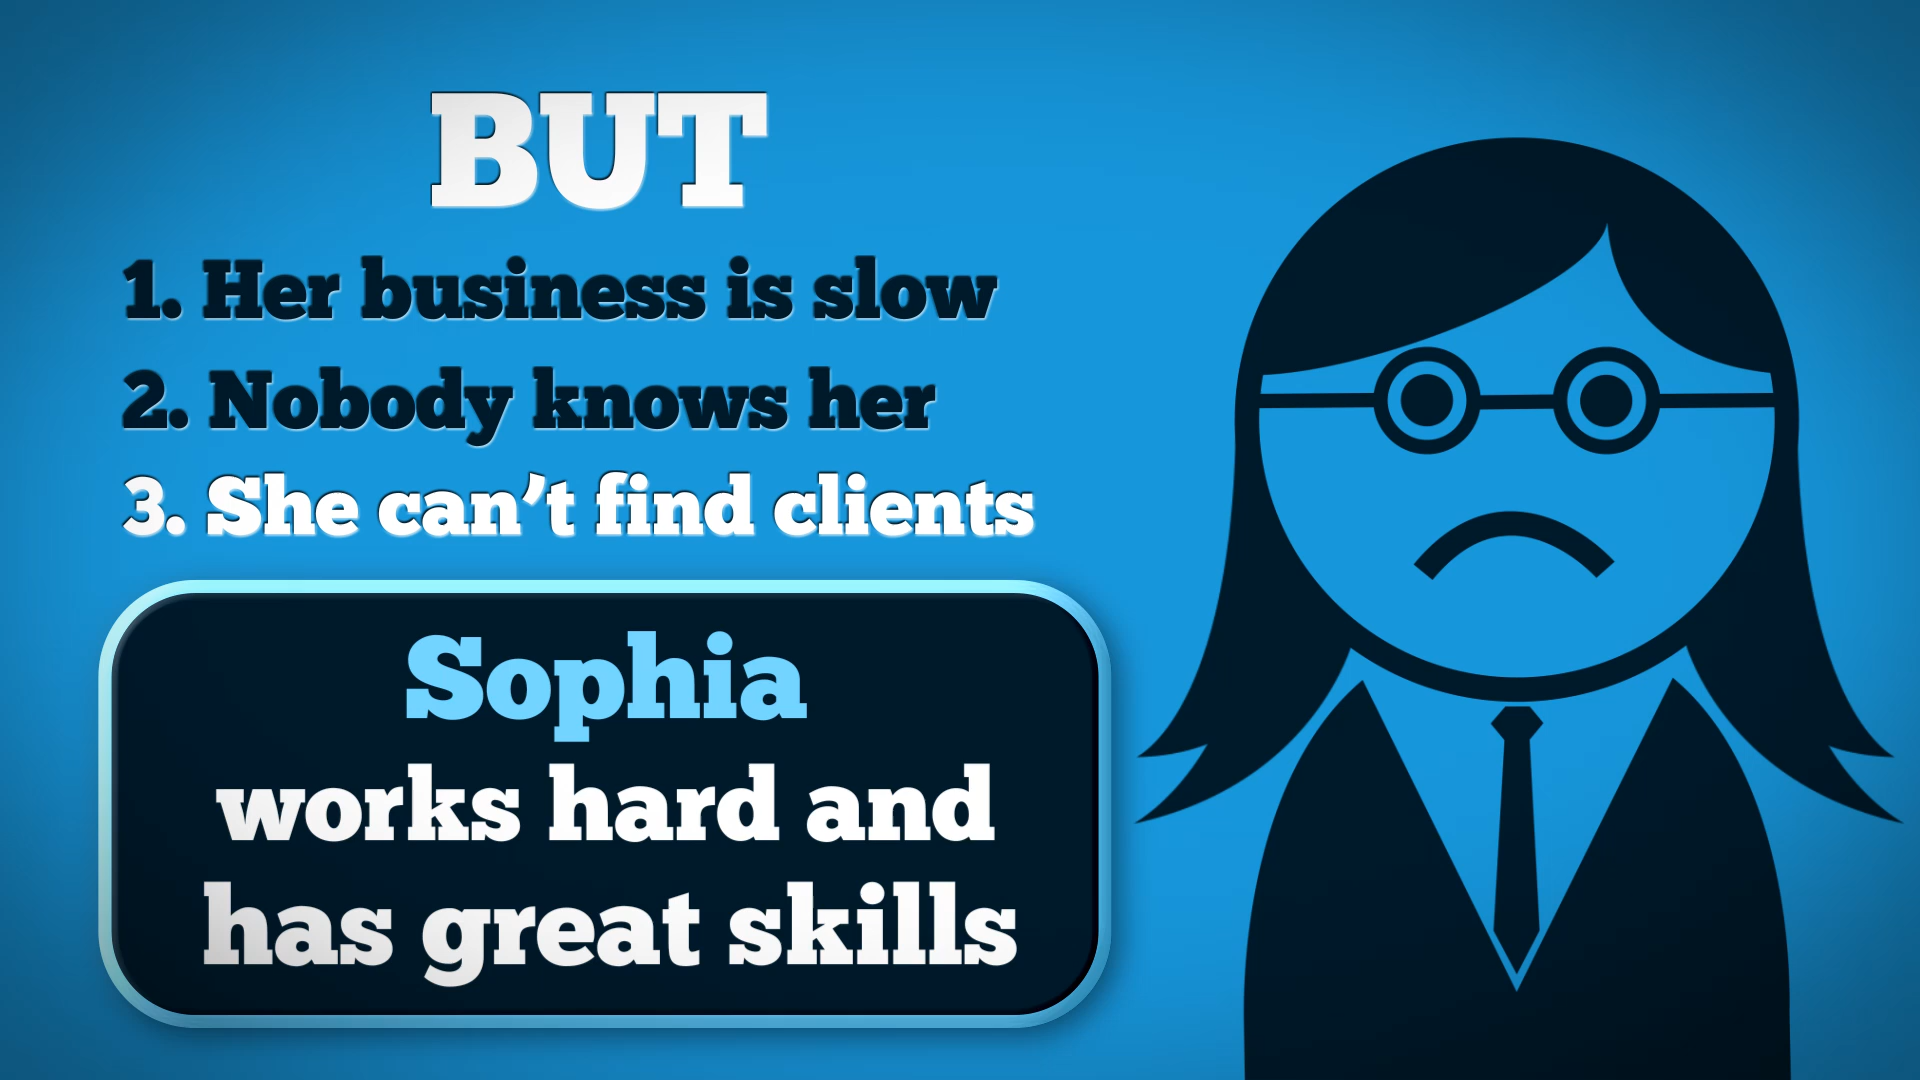 BUT
1. Her business is slow
2. Nobody knows her
3. She can’t find clients
Sophia
works hard and
has great skills